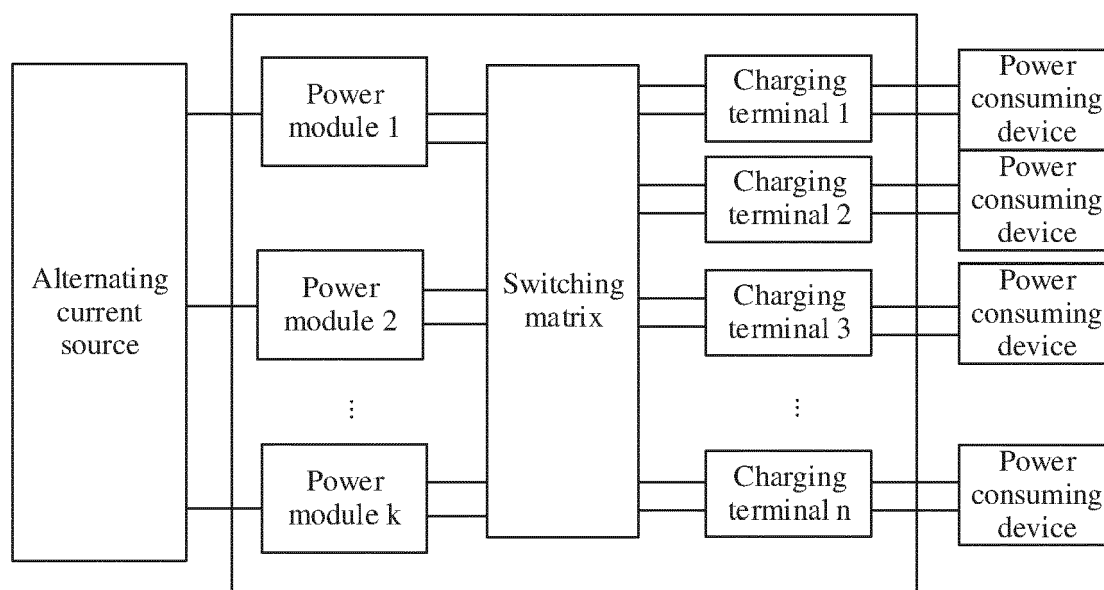 Alternating
current
source
Power
module 1
Power
module 2
⋮
Power
module k
Switching
matrix
Charging
terminal 1
Charging
terminal 2
Charging
terminal 3
⋮
Charging
terminal n
Power
consuming
device
Power
consuming
device
Power
consuming
device
Power
consuming
device